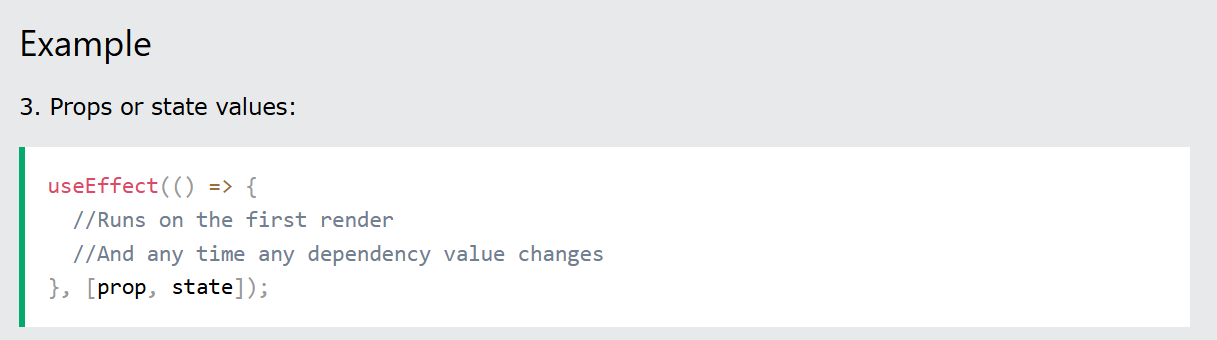 Example
3. Props or state values:
useEffect(() => {
  //Runs on the first render
  //And any time any dependency value changes
}, [prop, state]);